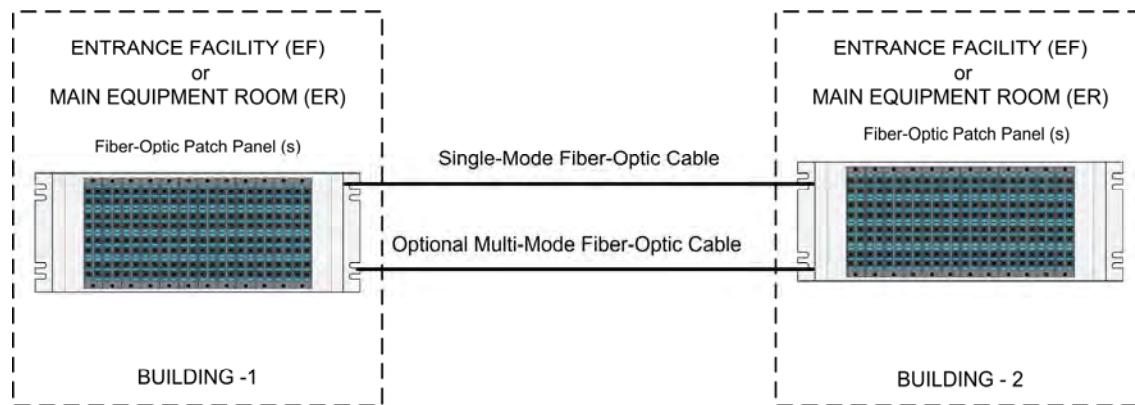 ENTRANCE FACILITY (EF)
or
MAIN EQUIPMENT ROOM (ER)
Fiber-Optic Patch Panel (s)
BUILDING -1
Single-Mode Fiber-Optic Cable
Optional Multi-Mode Fiber-Optic Cable
ENTRANCE FACILITY (EF)
or
MAIN EQUIPMENT ROOM (ER)
Fiber-Optic Patch Panel (s)
BUILDING - 2